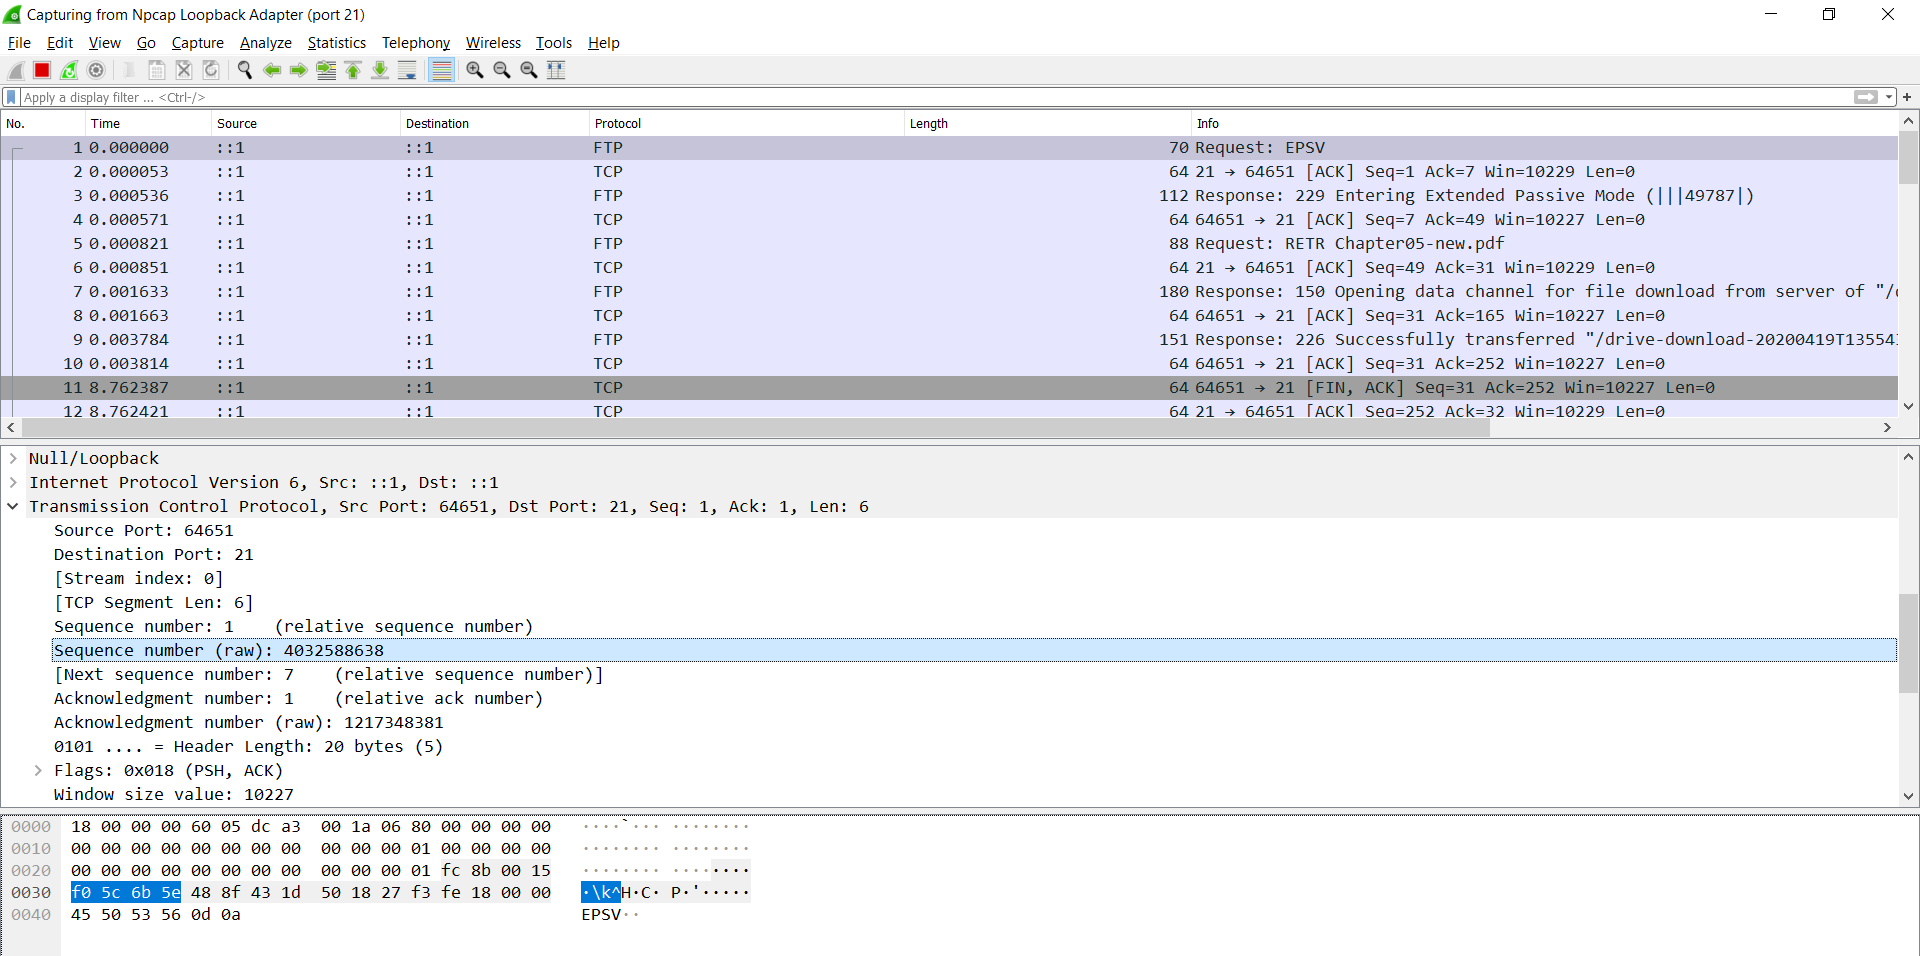 Capturing from Npcap Loopback Adapter (port 21)
File Edit View Go Capture Analyze Statistics Telephony Wireless Tools Help
Apply a display filter ... <Ctrl-/>
No. Time Source Destination Protocol Length Info
1 0.000000 ::1 ::1 FTP 70 Request: EPSV
2 0.000053 ::1 ::1 TCP 64 21 → 64651 [ACK] Seq=1 Ack=7 Win=10229 Len=0
3 0.000536 ::1 ::1 FTP 112 Response: 229 Entering Extended Passive Mode (|||49787|)
4 0.000571 ::1 ::1 TCP 64 64651 → 21 [ACK] Seq=7 Ack=49 Win=10227 Len=0
5 0.000821 ::1 ::1 FTP 88 Request: RETR Chapter05-new.pdf
6 0.000851 ::1 ::1 TCP 64 21 → 64651 [ACK] Seq=49 Ack=31 Win=10229 Len=0
7 0.001633 ::1 ::1 FTP 180 Response: 150 Opening data channel for file download from server of "/
8 0.001663 ::1 ::1 TCP 64 64651 → 21 [ACK] Seq=31 Ack=165 Win=10227 Len=0
9 0.003784 ::1 ::1 FTP 151 Response: 226 Successfully transferred "/drive-download-20200419T13554
10 0.003814 ::1 ::1 TCP 64 64651 → 21 [ACK] Seq=31 Ack=252 Win=10227 Len=0
11 8.762387 ::1 ::1 TCP 64 64651 → 21 [FIN, ACK] Seq=31 Ack=252 Win=10227 Len=0
12 8.762421 ::1 ::1 TCP 64 21 → 64651 [ACK] Seq=252 Ack=32 Win=10229 Len=0
Null/Loopback
Internet Protocol Version 6, Src: ::1, Dst: ::1
Transmission Control Protocol, Src Port: 64651, Dst Port: 21, Seq: 1, Ack: 1, Len: 6
Source Port: 64651
Destination Port: 21
[Stream index: 0]
[TCP Segment Len: 6]
Sequence number: 1 (relative sequence number)
Sequence number (raw): 4032588638
[Next sequence number: 7 (relative sequence number)]
Acknowledgment number: 1 (relative ack number)
Acknowledgment number (raw): 1217348381
0101 .... = Header Length: 20 bytes (5)
Flags: 0x018 (PSH, ACK)
Window size value: 10227
0000 18 00 00 00 60 05 dc a3 00 1a 06 80 00 00 00 00 ····`··· ········
0010 00 00 00 00 00 00 00 00 00 00 00 01 00 00 00 00 ········ ········
0020 00 00 00 00 00 00 00 00 00 00 00 01 fc 8b 00 15 ········ ········
0030 f0 5c 6b 5e 48 8f 43 1d 50 18 27 f3 fe 18 00 00 ·\k^H·C· P·'·····
0040 45 50 53 56 0d 0a EPSV··